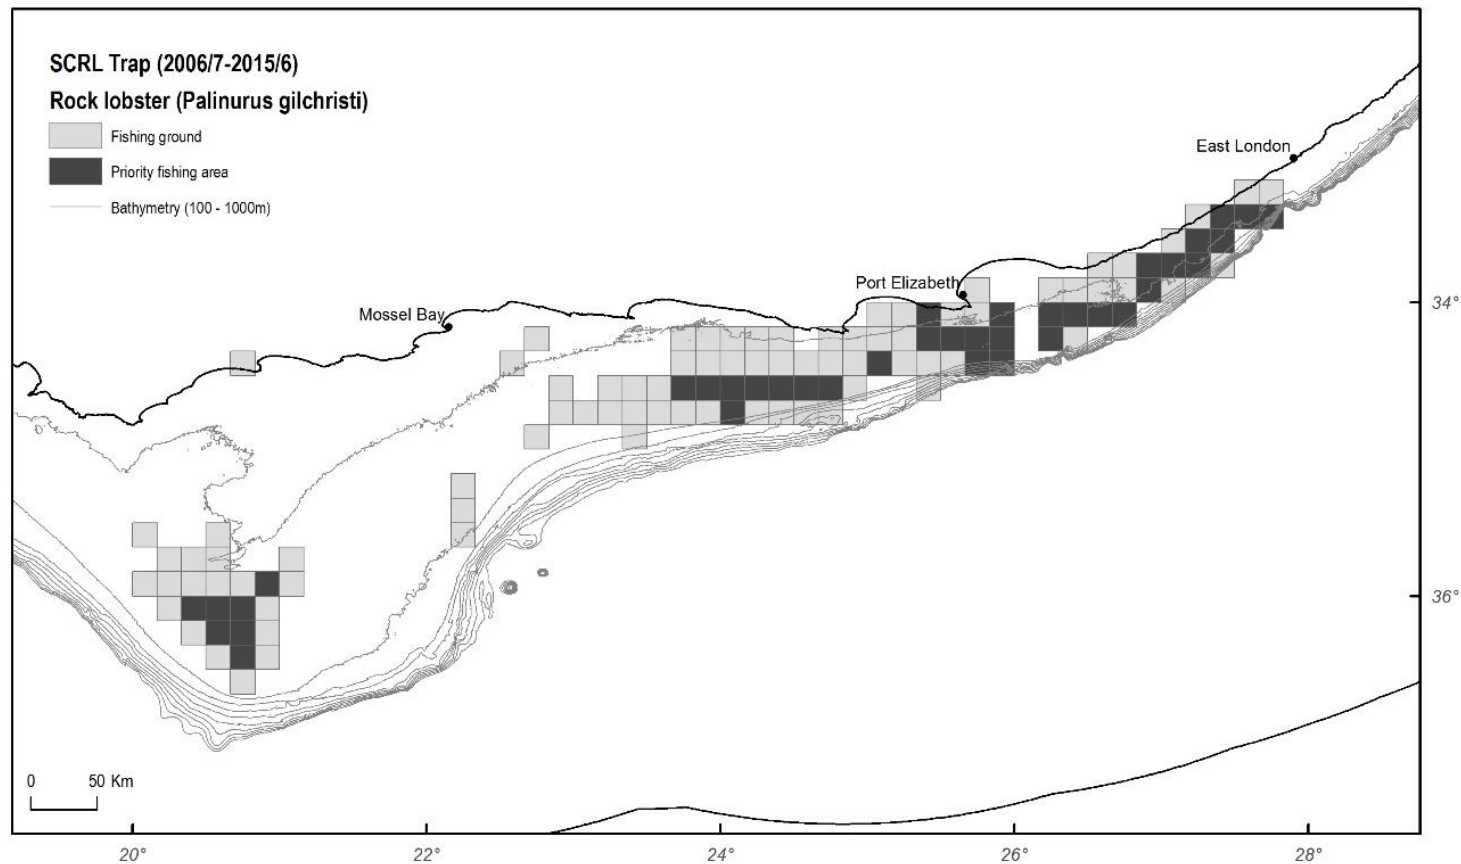 SCRL Trap (2006/7-2015/6)
Rock lobster (Palinurus gilchristi)
Fishing ground
Priority fishing area
Bathymetry (100 - 1000m)
East London
Port Elizabeth
Mossel Bay
34°
36°
0 50 Km
20° 22° 24° 26° 28°